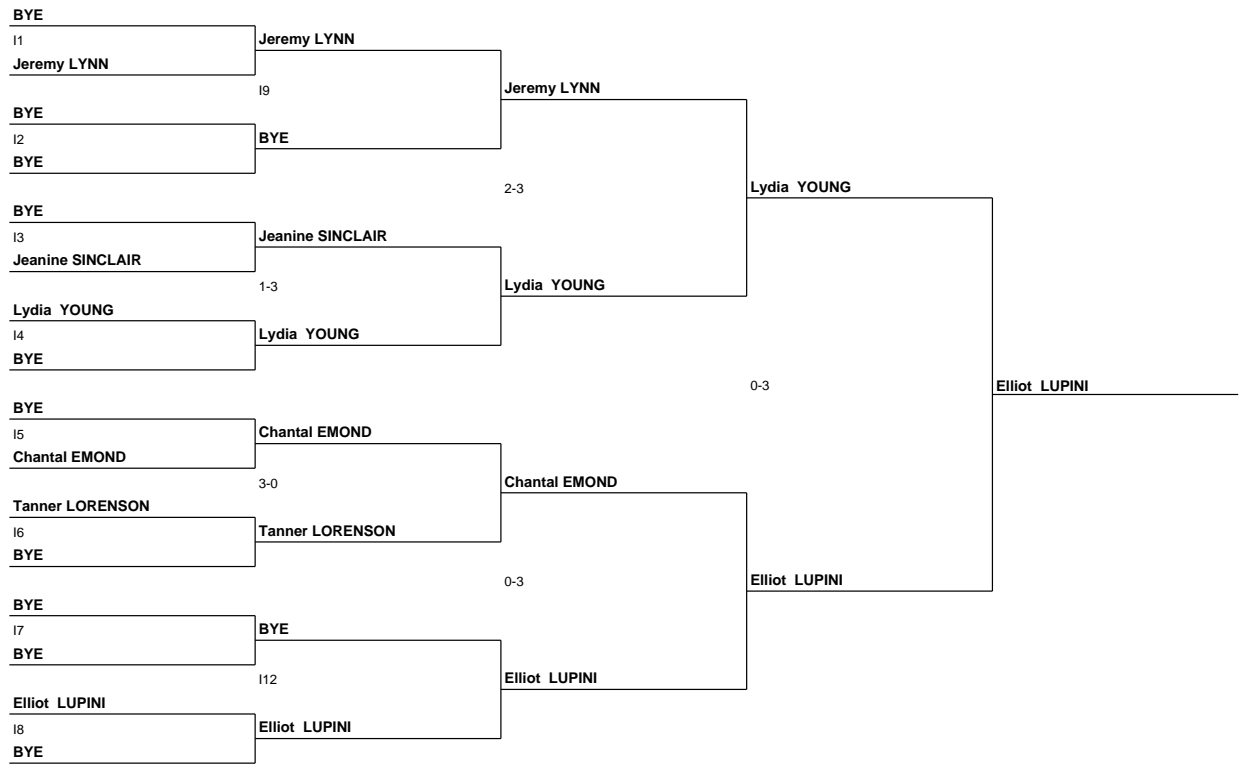 BYE
I1
Jeremy LYNN
Jeremy LYNN
I9
Jeremy LYNN
BYE
I2
BYE
BYE
2-3
Lydia YOUNG
BYE
I3
Jeanine SINCLAIR
Jeanine SINCLAIR
1-3
Lydia YOUNG
Lydia YOUNG
I4
BYE
Lydia YOUNG
0-3
Elliot LUPINI
BYE
I5
Chantal EMOND
Chantal EMOND
3-0
Chantal EMOND
Tanner LORENSON
I6
BYE
Tanner LORENSON
0-3
Elliot LUPINI
BYE
I7
BYE
BYE
I12
Elliot LUPINI
Elliot LUPINI
I8
BYE
Elliot LUPINI